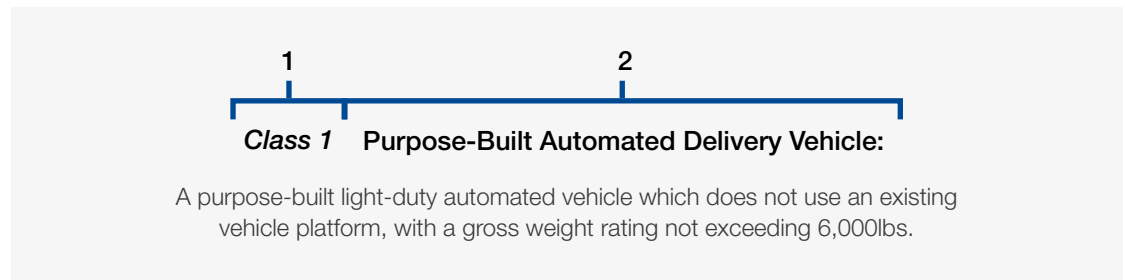 1 2
Class 1 Purpose-Built Automated Delivery Vehicle:
A purpose-built light-duty automated vehicle which does not use an existing
vehicle platform, with a gross weight rating not exceeding 6,000lbs.